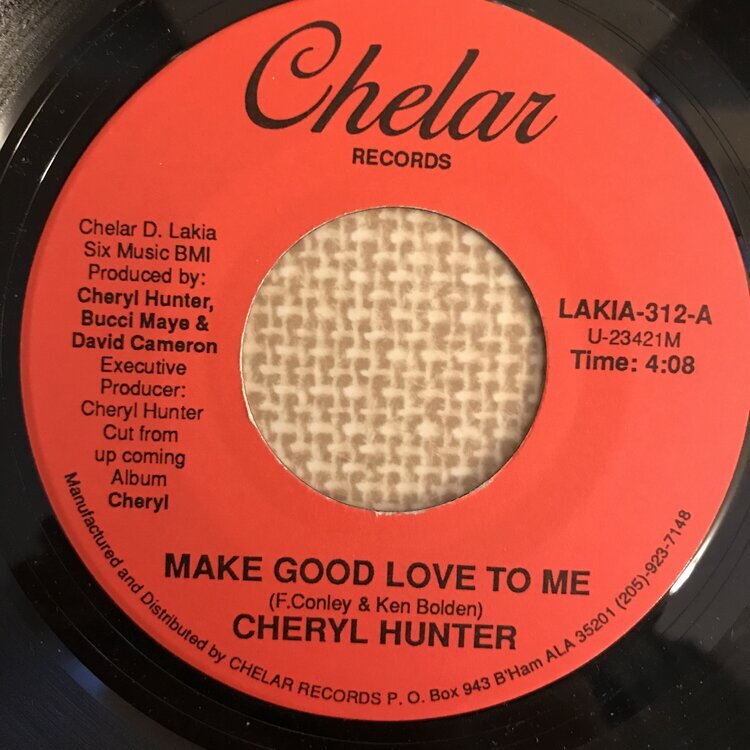 Chelar
RECORDS
Chelar D. Lakia
Six Music BMI
Produced by:
Cheryl Hunter,
Bucci Maye &
David Cameron
Executive
Producer:
Cheryl Hunter
Cut from
up coming
Album
Cheryl
LAKIA-312-A
U-23421M
Time: 4:08
MAKE GOOD LOVE TO ME
(F.Conley & Ken Bolden)
CHERYL HUNTER
Manufactured and Distributed by CHELAR RECORDS P. O. Box 943 B'Ham ALA 35201 (205)-923-7148